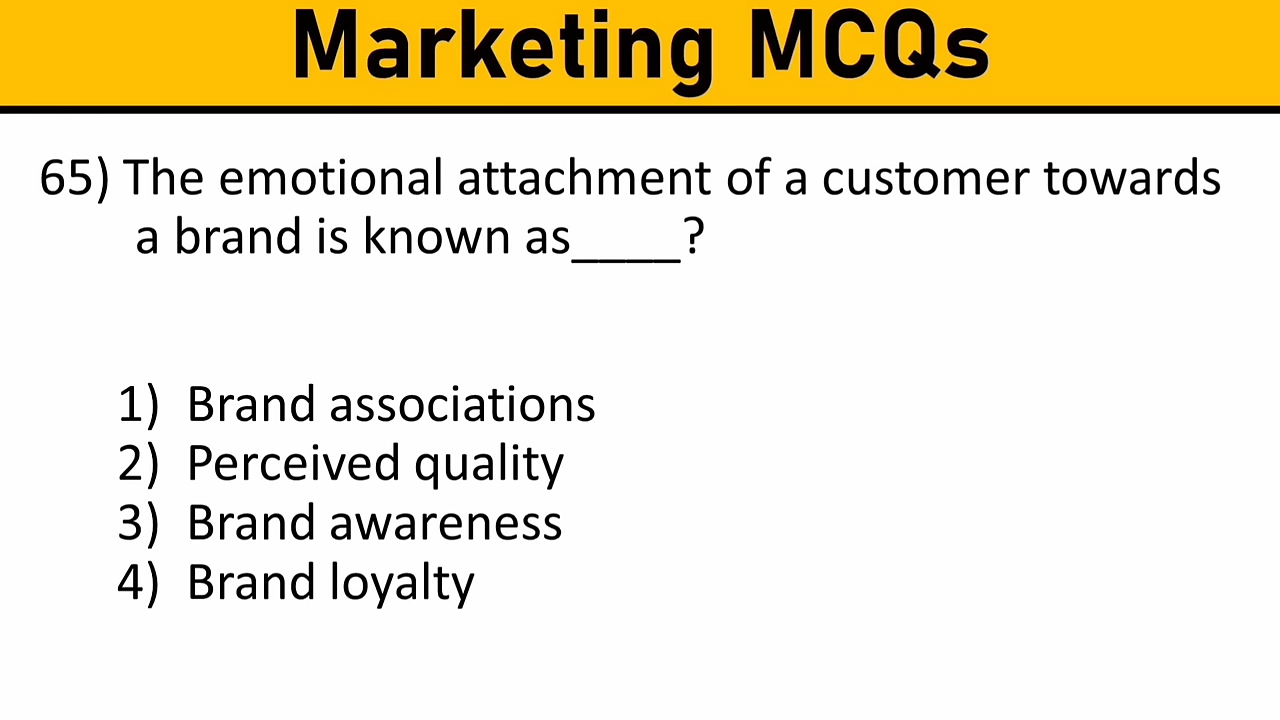 Marketing MCQs
65) The emotional attachment of a customer towards
a brand is known as____?
1) Brand associations
2) Perceived quality
3) Brand awareness
4) Brand loyalty